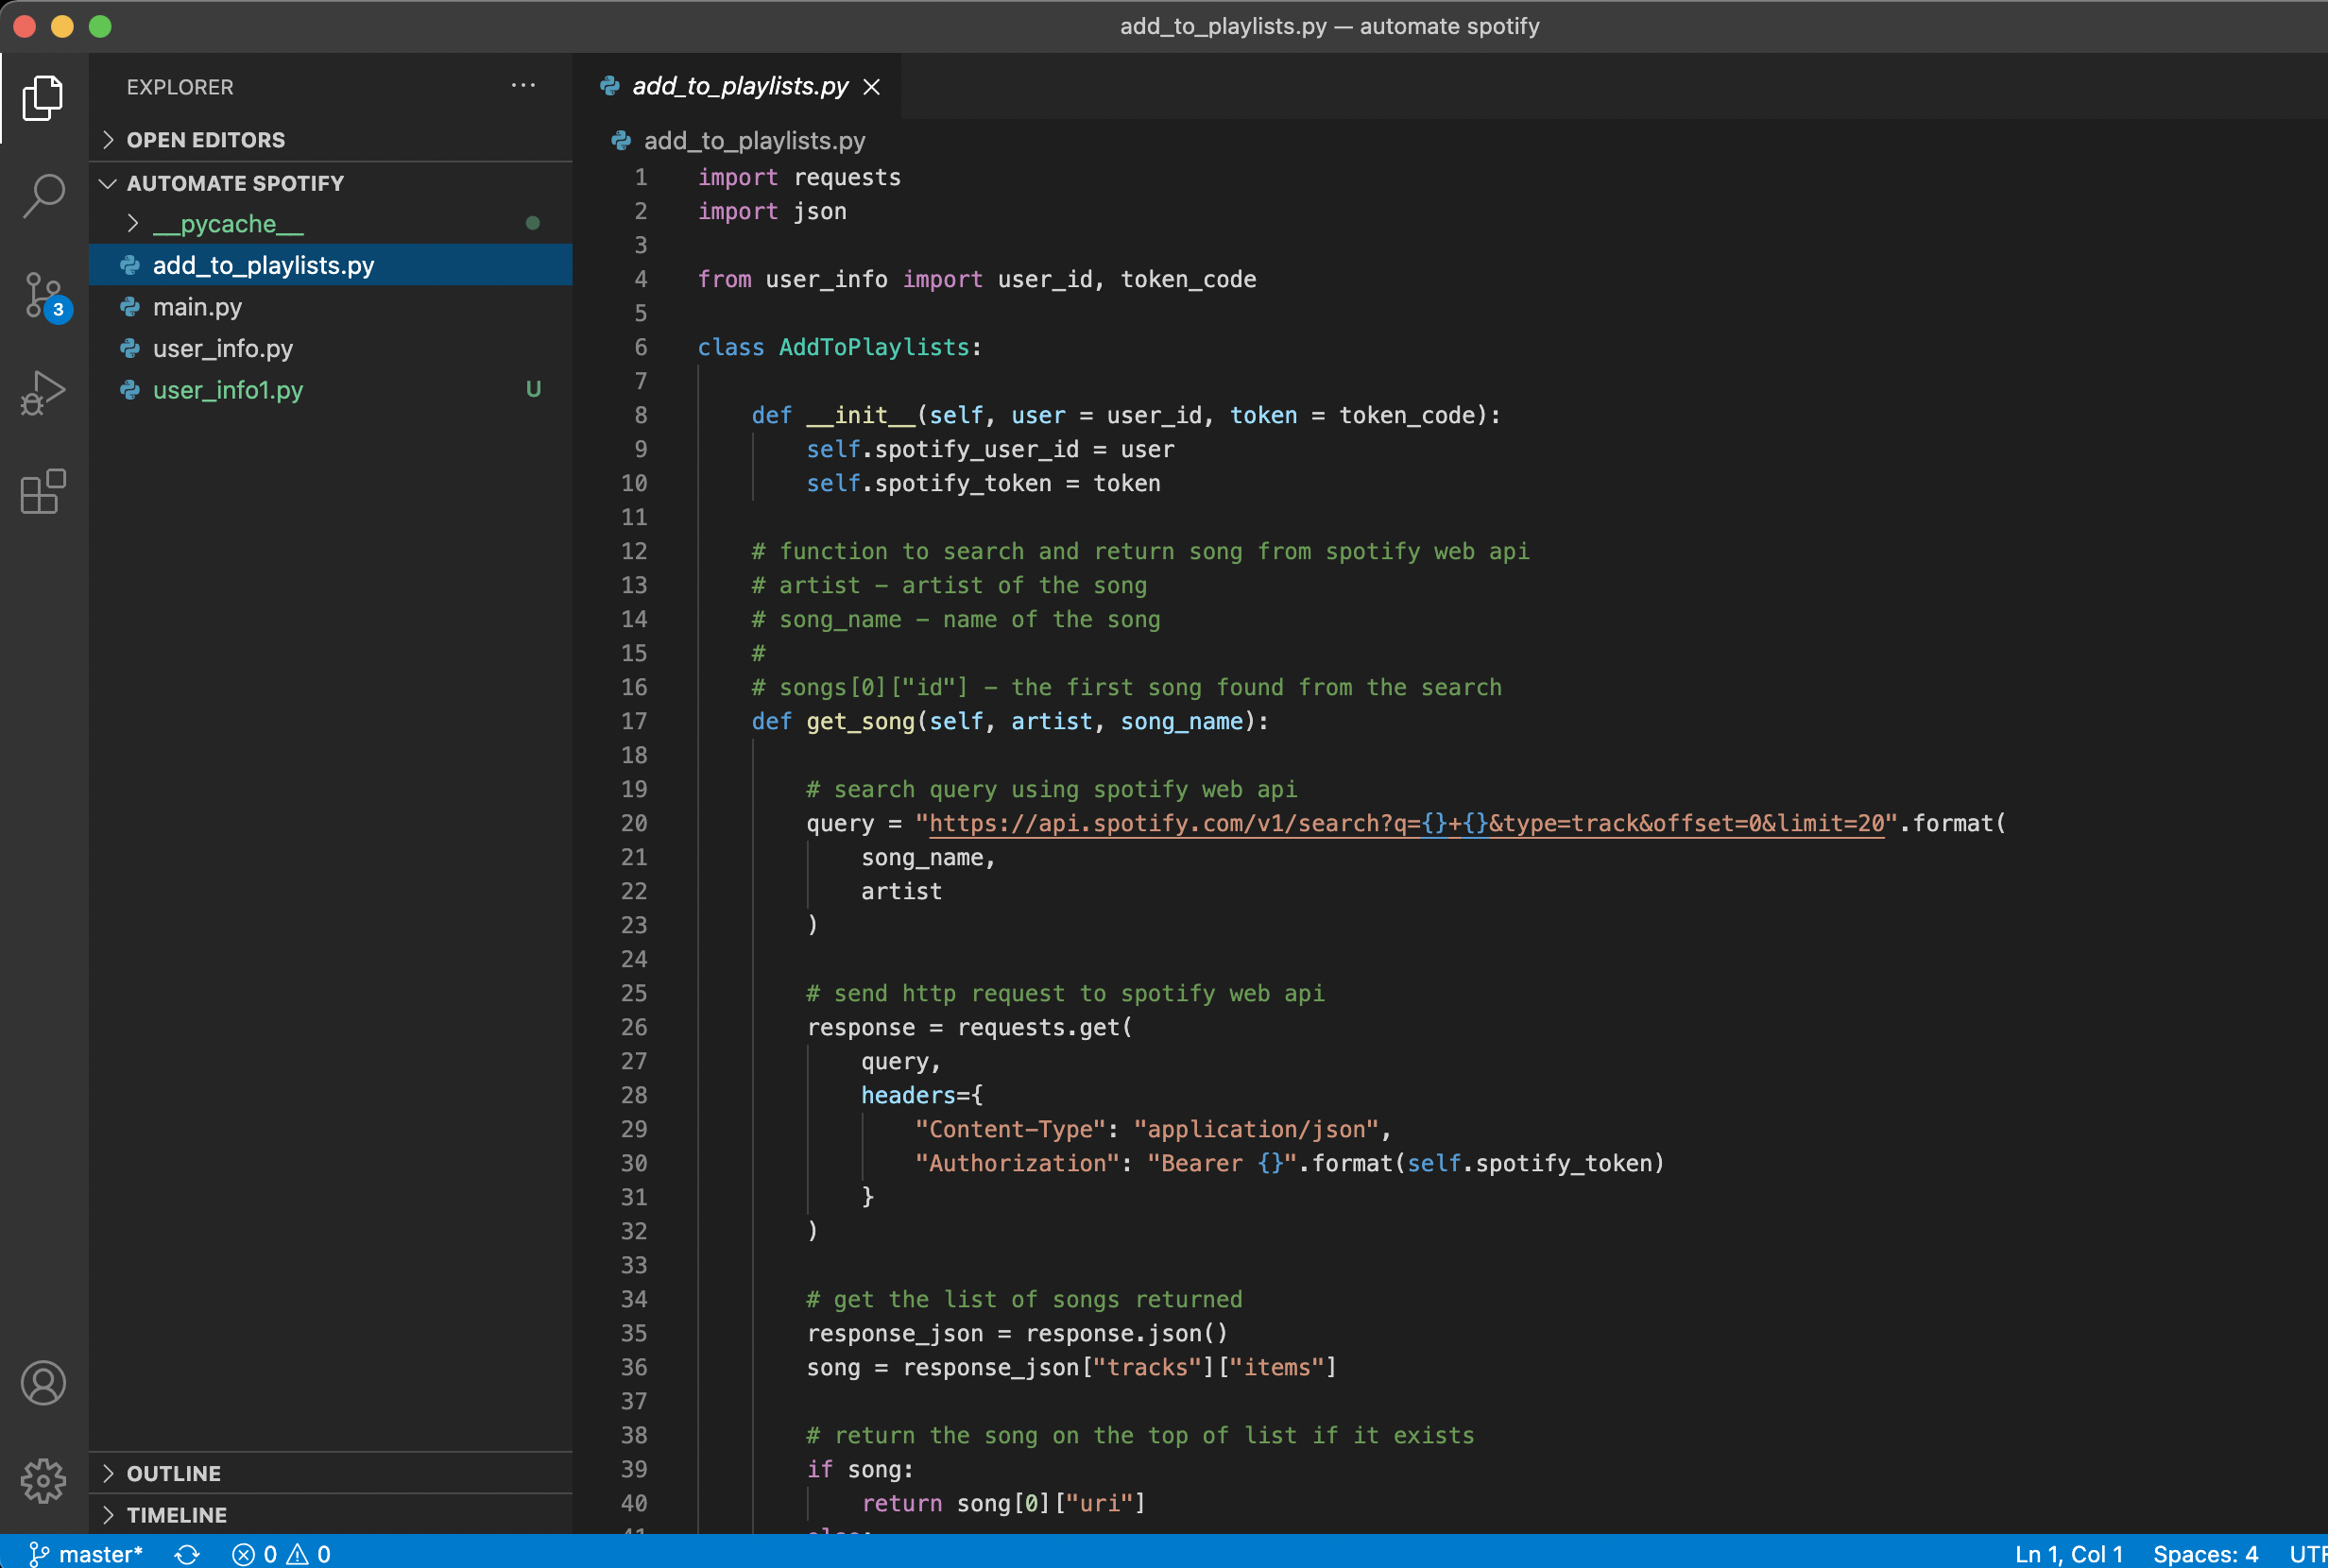 add_to_playlists.py — automate spotify
EXPLORER
OPEN EDITORS
AUTOMATE SPOTIFY
__pycache__
add_to_playlists.py
main.py
user_info.py
user_info1.py U
OUTLINE
TIMELINE
add_to_playlists.py
add_to_playlists.py
1 import requests
2 import json
3
4 from user_info import user_id, token_code
5
6 class AddToPlaylists:
7
8     def __init__(self, user = user_id, token = token_code):
9         self.spotify_user_id = user
10         self.spotify_token = token
11
12     # function to search and return song from spotify web api
13     # artist - artist of the song
14     # song_name - name of the song
15     #
16     # songs[0]["id"] - the first song found from the search
17     def get_song(self, artist, song_name):
18
19         # search query using spotify web api
20         query = "https://api.spotify.com/v1/search?q={}+{}&type=track&offset=0&limit=20".format(
21             song_name,
22             artist
23         )
24
25         # send http request to spotify web api
26         response = requests.get(
27             query,
28             headers={
29                 "Content-Type": "application/json",
30                 "Authorization": "Bearer {}".format(self.spotify_token)
31             }
32         )
33
34         # get the list of songs returned
35         response_json = response.json()
36         song = response_json["tracks"]["items"]
37
38         # return the song on the top of list if it exists
39         if song:
40             return song[0]["uri"]
3
master* 0 0 Ln 1, Col 1 Spaces: 4